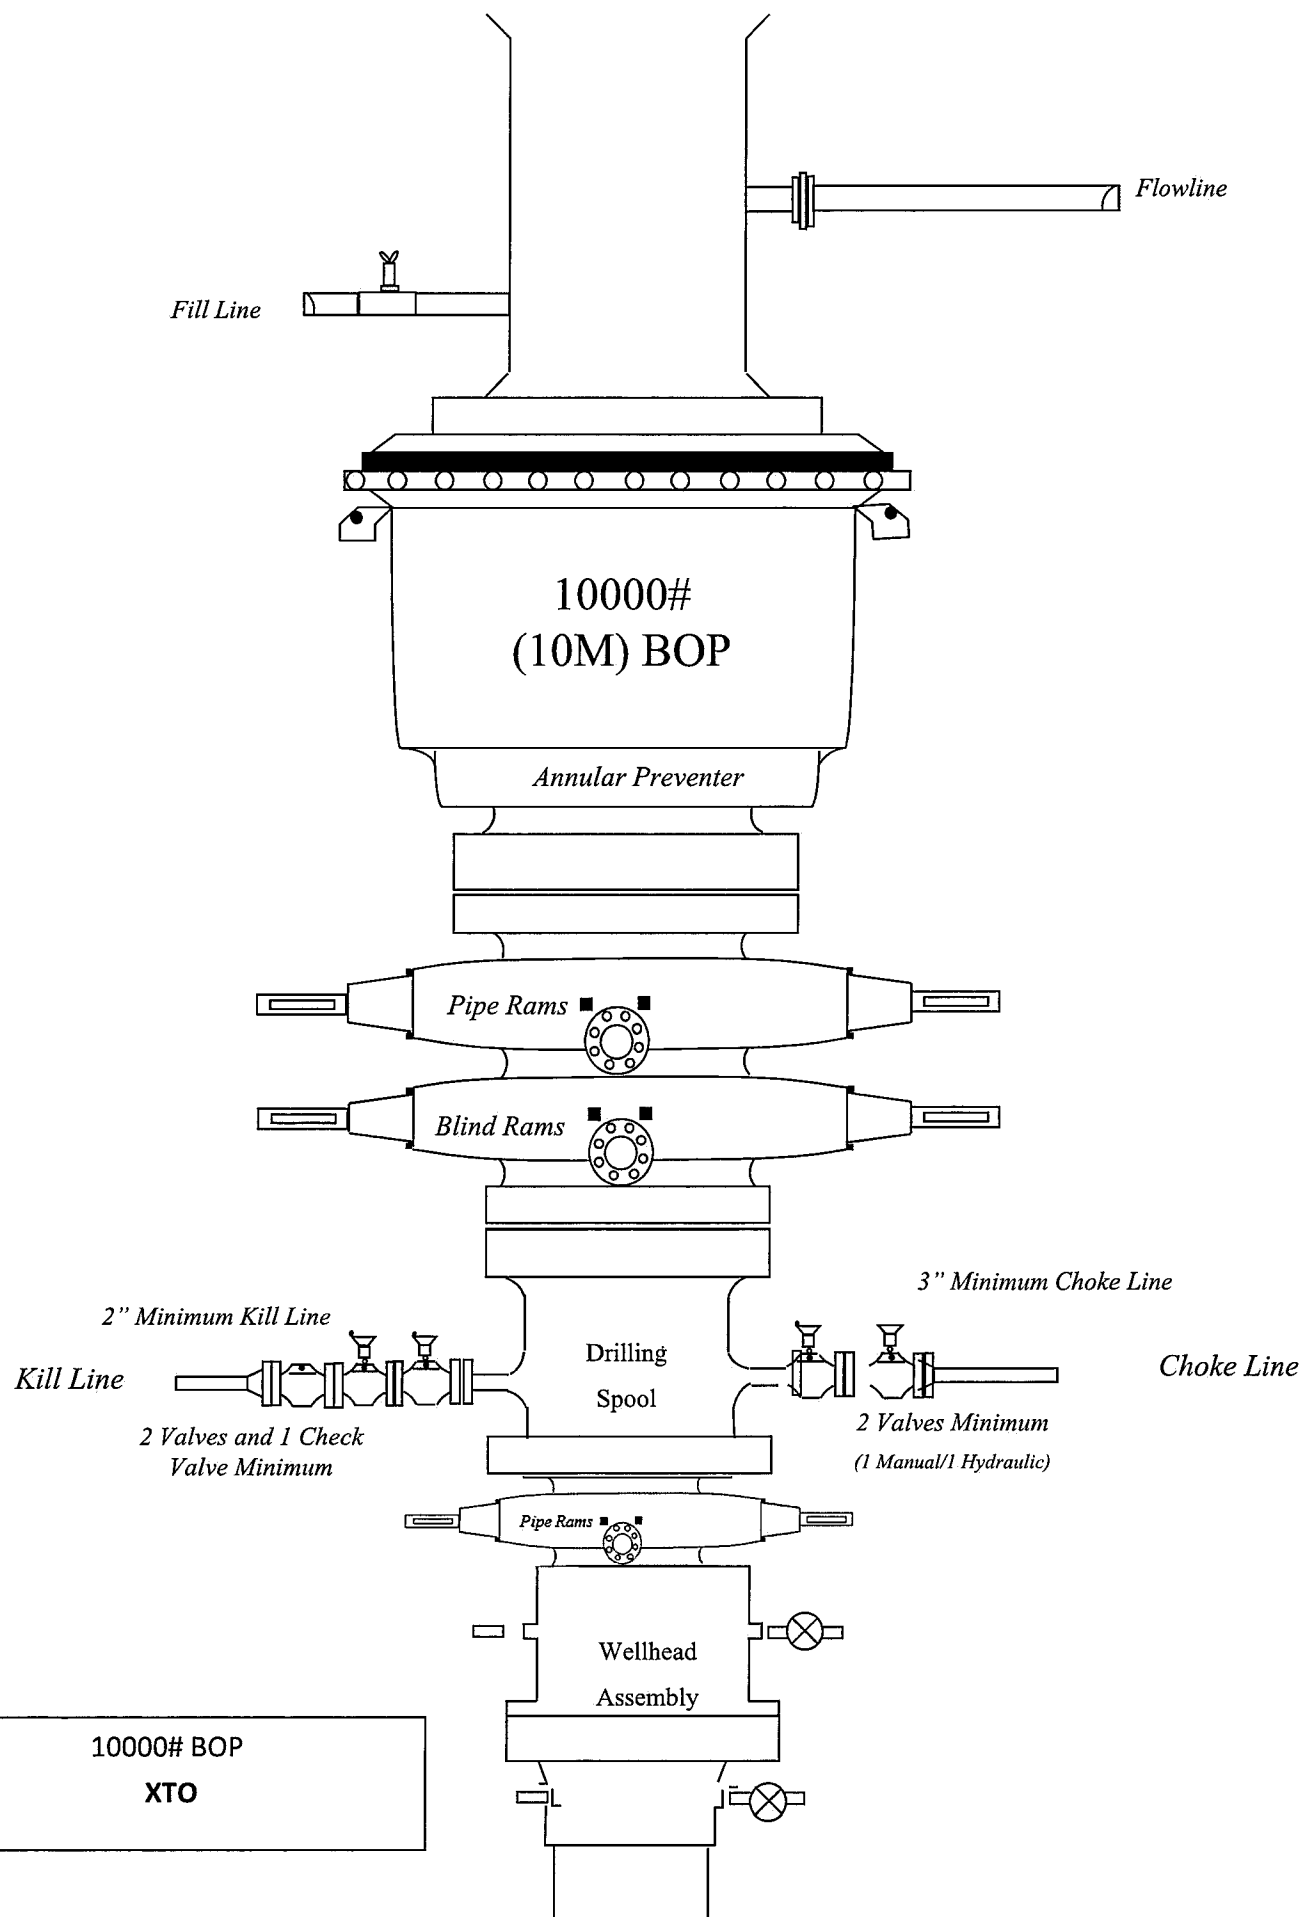 Flowline
Fill Line
10000#
(10M) BOP
Annular Preventer
Pipe Rams
Blind Rams
3” Minimum Choke Line
2” Minimum Kill Line
Drilling
Spool
Kill Line
Choke Line
2 Valves and 1 Check
Valve Minimum
2 Valves Minimum
(1 Manual/1 Hydraulic)
Pipe Rams
Wellhead
Assembly
10000# BOP
XTO